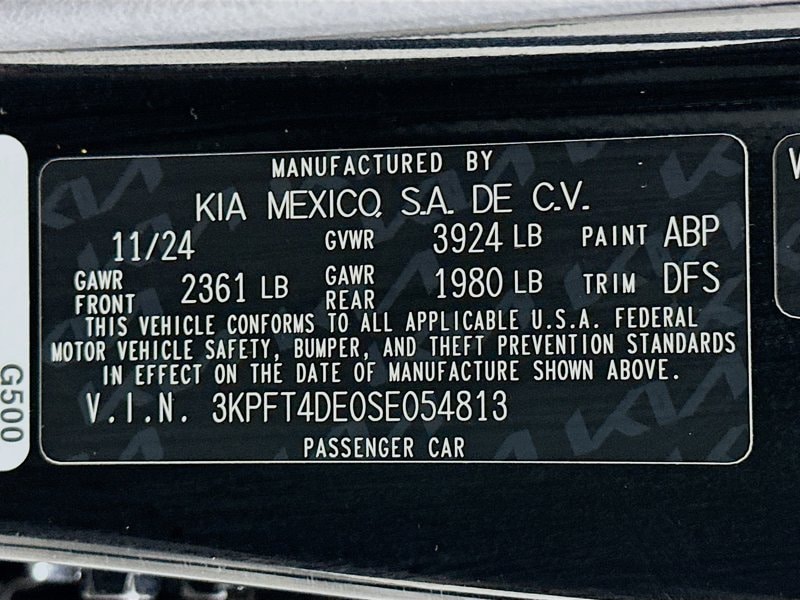 MANUFACTURED BY
KIA MEXICO, S.A. DE C.V.
11/24 GVWR 3924 LB PAINT ABP
GAWR FRONT 2361 LB GAWR REAR 1980 LB TRIM DFS
THIS VEHICLE CONFORMS TO ALL APPLICABLE U.S.A. FEDERAL
MOTOR VEHICLE SAFETY, BUMPER, AND THEFT PREVENTION STANDARDS
IN EFFECT ON THE DATE OF MANUFACTURE SHOWN ABOVE.
V.I.N. 3KPFT4DE0SE054813
PASSENGER CAR
G500